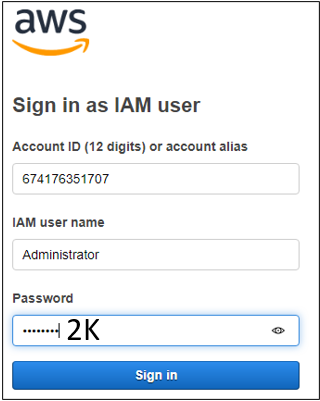 aws
Sign in as IAM user
Account ID (12 digits) or account alias
674176351707
IAM user name
Administrator
Password
••••••••| 2K
Sign in